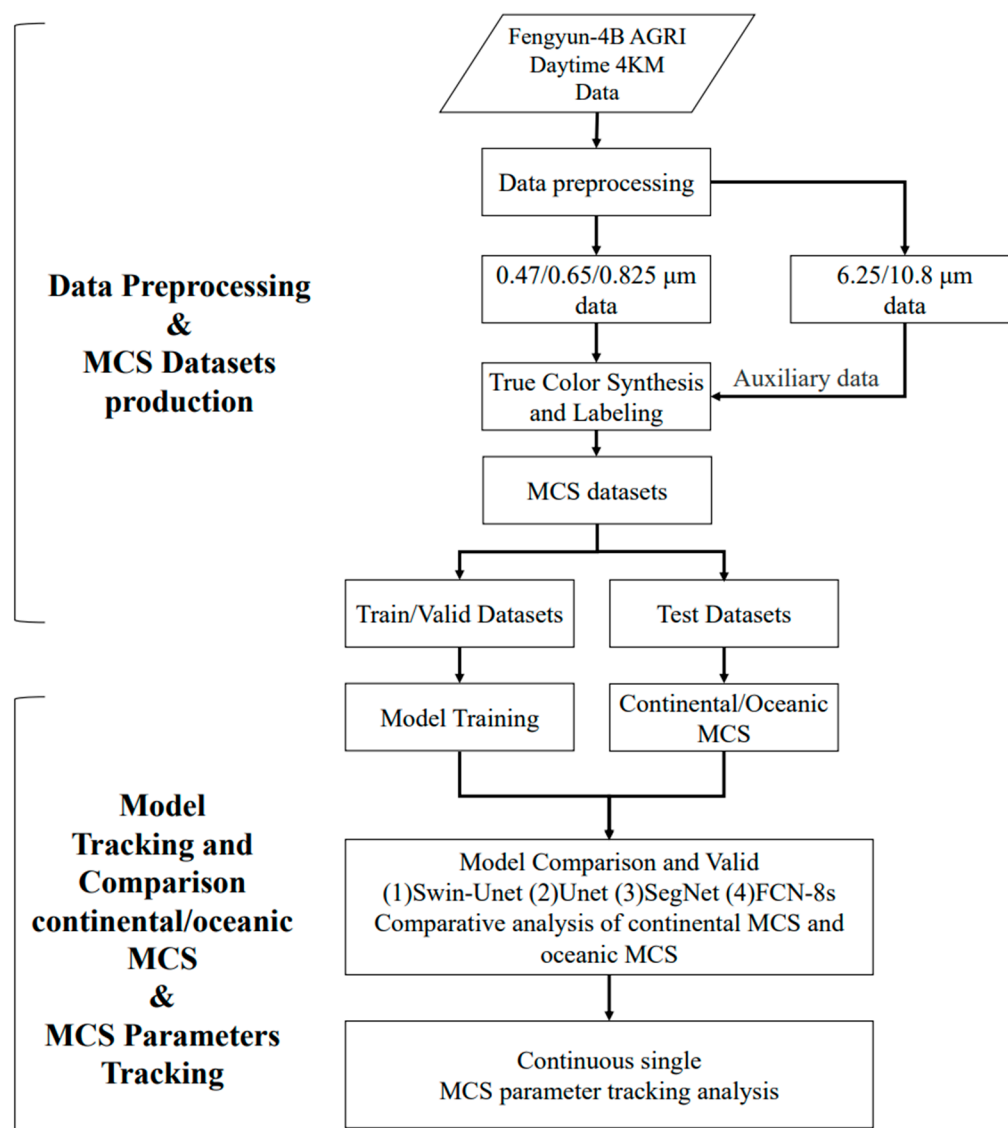 Fengyun-4B AGRI
Daytime 4KM
Data
Data preprocessing
0.47/0.65/0.825 μm
data
6.25/10.8 μm
data
Data Preprocessing
&
MCS Datasets
production
True Color Synthesis
and Labeling
Auxiliary data
MCS datasets
Train/Valid Datasets
Test Datasets
Model Training
Continental/Oceanic
MCS
Model
Tracking and
Comparison
continental/oceanic
MCS
&
MCS Parameters
Tracking
Model Comparison and Valid
(1)Swin-Unet (2)Unet (3)SegNet (4)FCN-8s
Comparative analysis of continental MCS and
oceanic MCS
Continuous single
MCS parameter tracking analysis